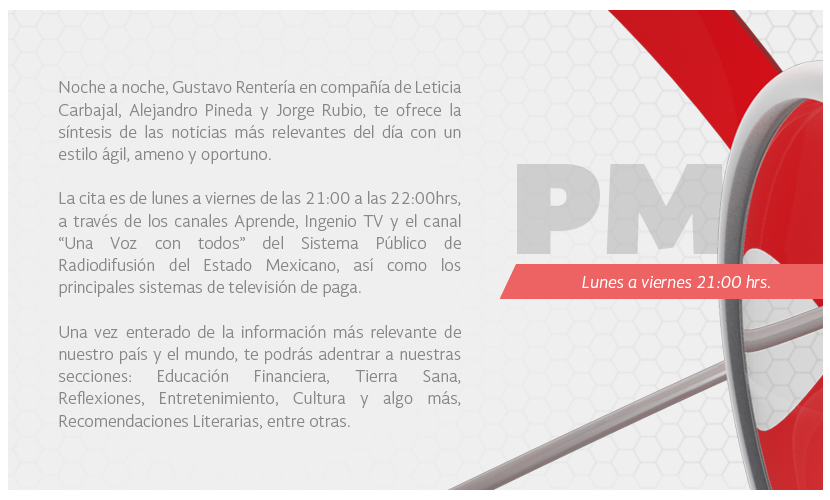 Noche a noche, Gustavo Rentería en compañía de Leticia
Carbajal, Alejandro Pineda y Jorge Rubio, te ofrece la
síntesis de las noticias más relevantes del día con un
estilo ágil, ameno y oportuno.
La cita es de lunes a viernes de las 21:00 a las 22:00hrs,
a través de los canales Aprende, Ingenio TV y el canal
“Una Voz con todos” del Sistema Público de
Radiodifusión del Estado Mexicano, así como los
principales sistemas de televisión de paga.
Una vez enterado de la información más relevante de
nuestro país y el mundo, te podrás adentrar a nuestras
secciones: Educación Financiera, Tierra Sana,
Reflexiones, Entretenimiento, Cultura y algo más,
Recomendaciones Literarias, entre otras.
PM
Lunes a viernes 21:00 hrs.